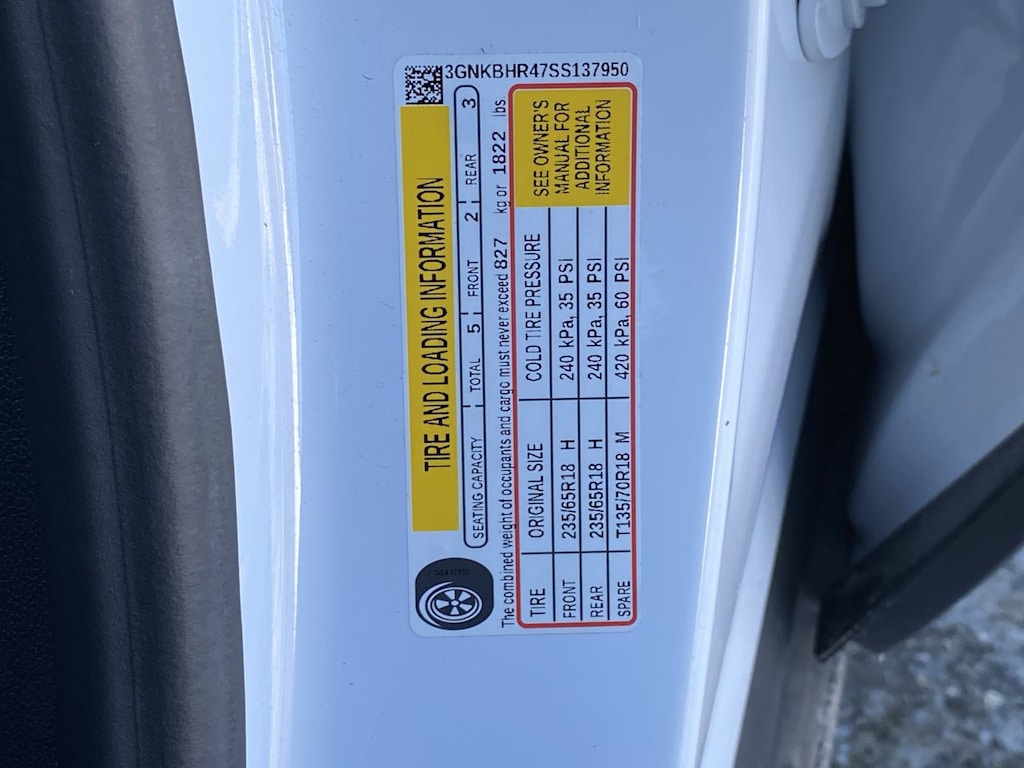 3GNKBHR47SS137950
TIRE AND LOADING INFORMATION
SEATING CAPACITY TOTAL 5 FRONT 2 REAR 3
The combined weight of occupants and cargo must never exceed 827 kg or 1822 lbs
TIRE ORIGINAL SIZE COLD TIRE PRESSURE
FRONT 235/65R18 H 240 kPa, 35 PSI
REAR 235/65R18 H 240 kPa, 35 PSI
SPARE T135/70R18 M 420 kPa, 60 PSI
SEE OWNER'S
MANUAL FOR
ADDITIONAL
INFORMATION